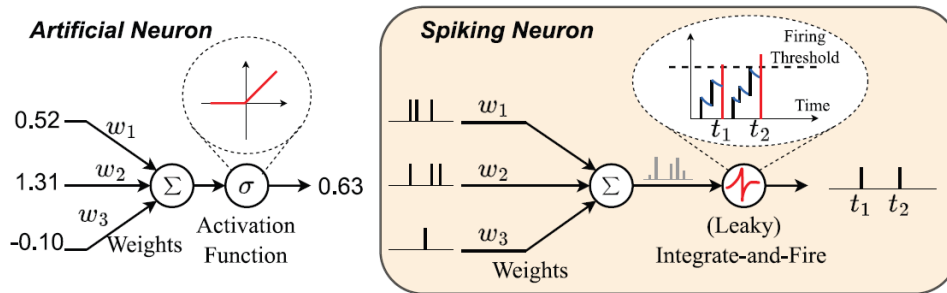 Artificial Neuron
0.52
1.31
-0.10
w1
w2
w3
Weights
Σ
σ
Activation
Function
0.63
Spiking Neuron
w1
w2
w3
Weights
Σ
Firing
Threshold
Time
t1 t2
(Leaky)
Integrate-and-Fire
t1 t2